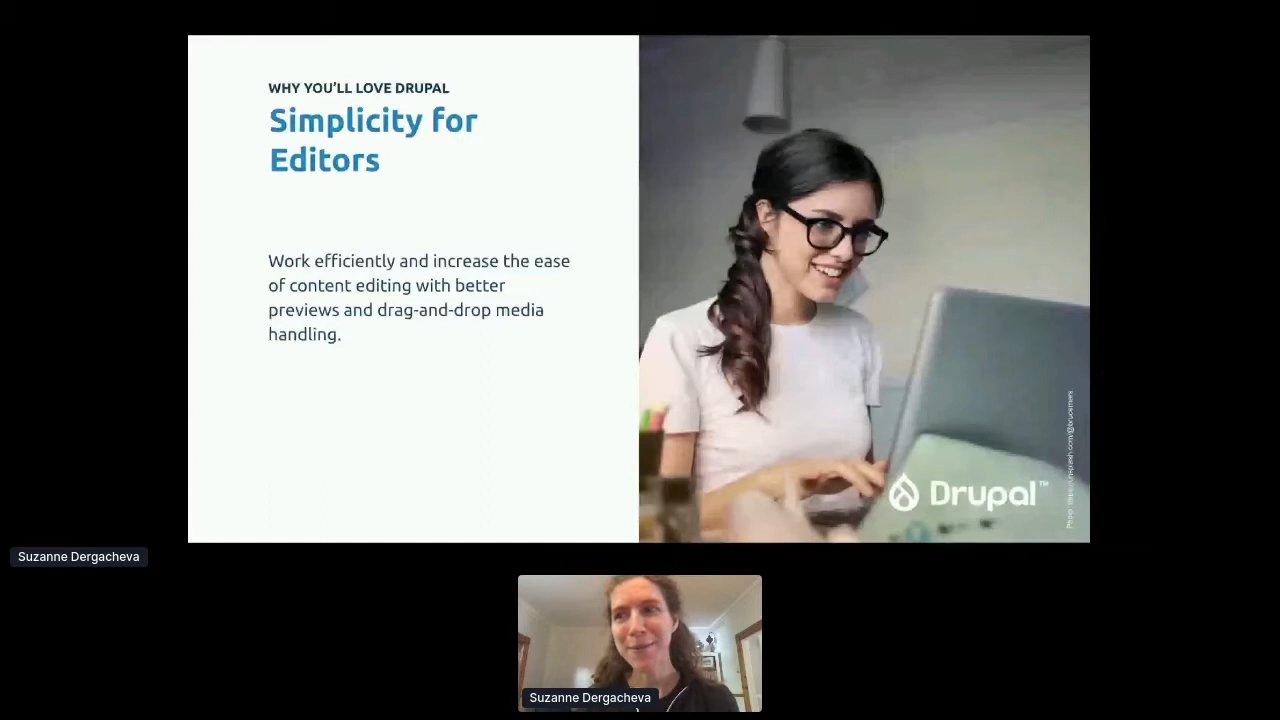 WHY YOU'LL LOVE DRUPAL
Simplicity for
Editors
Work efficiently and increase the ease
of content editing with better
previews and drag-and-drop media
handling.
Drupal™
Suzanne Dergacheva
Suzanne Dergacheva